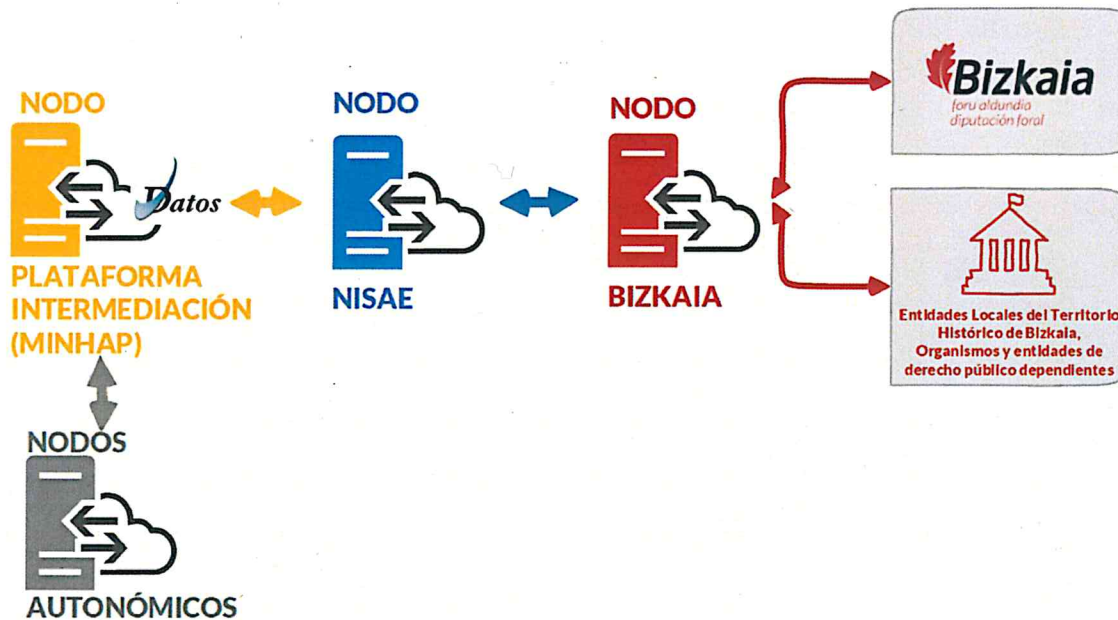 NODO
Datos
PLATAFORMA
INTERMEDIACIÓN
(MINHAP)
NODOS
AUTONÓMICOS
NODO
NISAE
NODO
BIZKAIA
Bizkaia
foru aldundia
diputación foral
Entidades Locales del Territorio
Histórico de Bizkaia,
Organismos y entidades de
derecho público dependientes